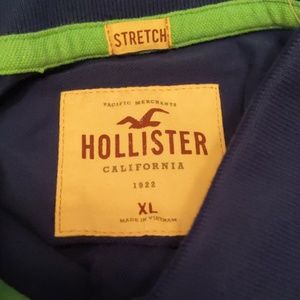 STRETCH
PACIFIC MERCHANTS
HOLLISTER
CALIFORNIA
1922
XL
MADE IN VIETNAM